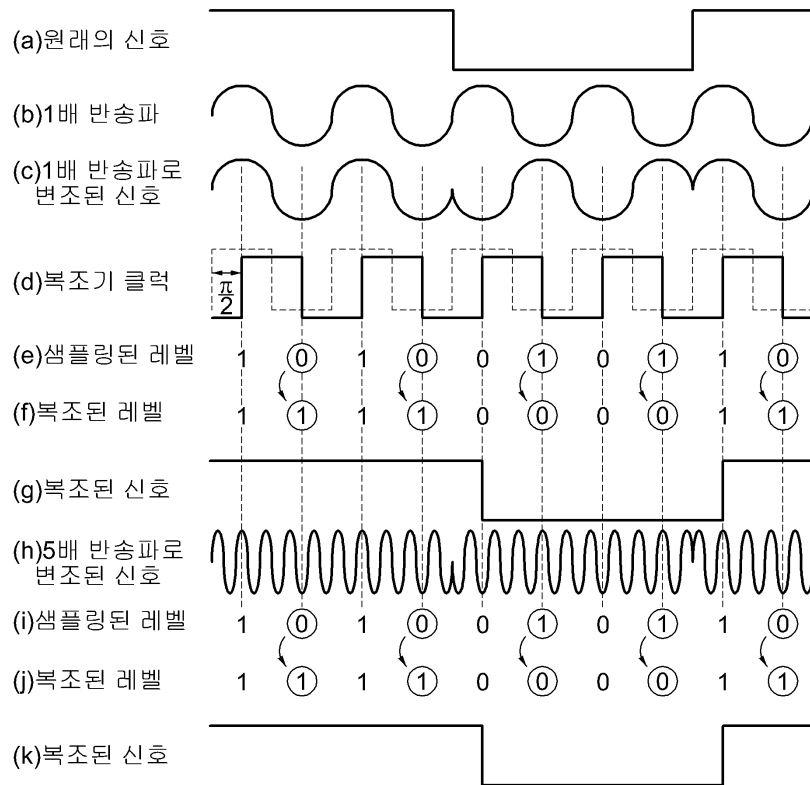 (a)원래의 신호
(b)1배 반송파
(c)1배 반송파로
변조된 신호
(d)복조기 클럭
π/2
(e)샘플링된 레벨 1 0 1 0 0 1 0 1 1 0
(f)복조된 레벨 1 1 1 1 0 0 0 0 1 1
(g)복조된 신호
(h)5배 반송파로
변조된 신호
(i)샘플링된 레벨 1 0 1 0 0 1 0 1 1 0
(j)복조된 레벨 1 1 1 1 0 0 0 0 1 1
(k)복조된 신호